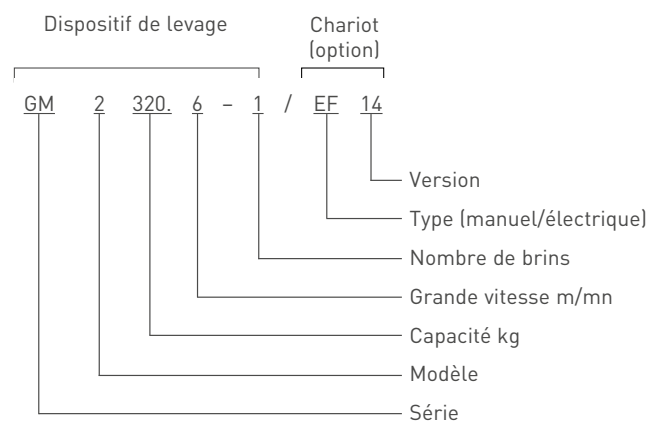 Dispositif de levage
Chariot
(option)
GM 2 320. 6 – 1 / EF 14
Version
Type (manuel/électrique)
Nombre de brins
Grande vitesse m/mn
Capacité kg
Modèle
Série